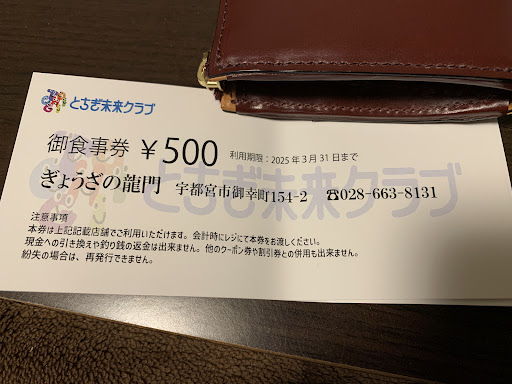 とちぎ未来クラブ
御食事券 ¥500 利用期限:2025年3月31日まで
ぎょうざの龍門 宇都宮市御幸町154-2 ☎028-663-8131
とちぎ未来クラブ
注意事項
本券は上記記載店舗でご利用いただけます。会計時にレジにて本券をお渡しください。
現金への引き換えや釣り銭の返金は出来ません。他のクーポン券や割引券との併用も出来ません。
紛失の場合は、再発行できません。